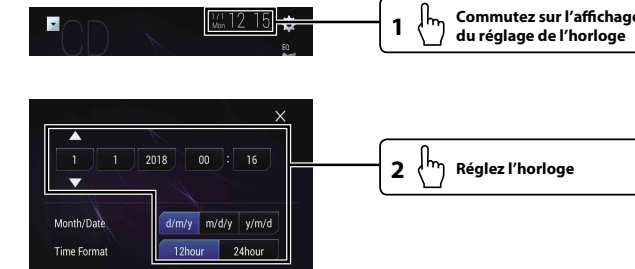 CD
1/1
Mon 12 15
EQ
1 Commutez sur l'affichage
du réglage de l'horloge
1 1 2018 00 : 16
2 Réglez l'horloge
Month/Date d/m/y m/d/y y/m/d
Time Format 12hour 24hour